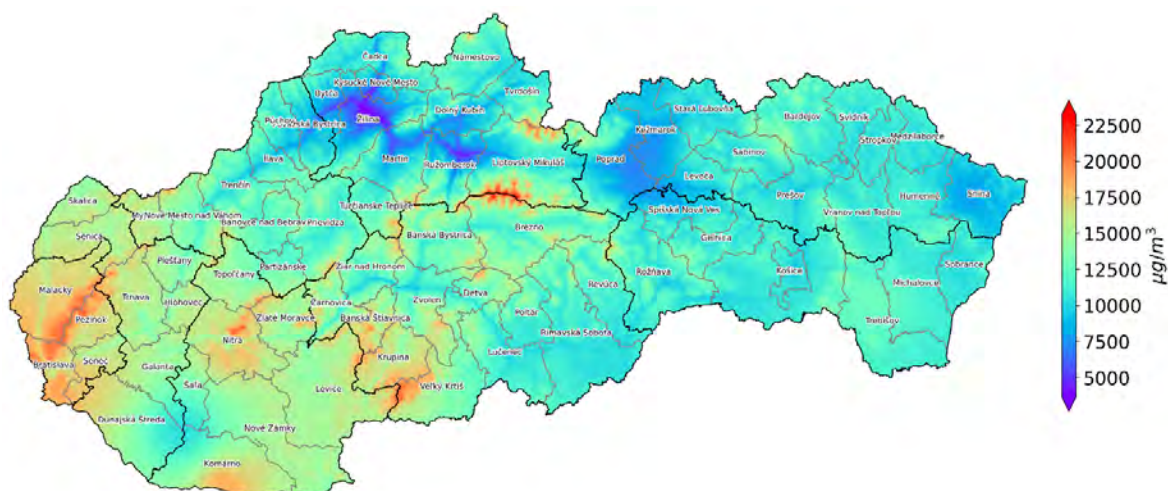 Čadca
Námestovo
Kysucké Nové Mesto
Bytča
Tvrdošín
Dolný Kubín
Žilina
Púchov
Považská Bystrica
Ilava
Martin
Ružomberok
Liptovský Mikuláš
Stará Ľubovňa
Kežmarok
Bardejov
Svidník
Stropkov
Medzilaborce
Sabinov
Poprad
Levoča
Prešov
Humenné
Snina
Vranov nad Topľou
Trenčín
Skalica
Nové Mesto nad Váhom
Bánovce nad Bebravou
Prievidza
Turčianske Teplice
Senica
Banská Bystrica
Brezno
Spišská Nová Ves
Gelnica
Košice
Rožňava
Sobrance
Michalovce
Trebišov
Piešťany
Topoľčany
Partizánske
Žiar nad Hronom
Malacky
Trnava
Hlohovec
Žarnovica
Zvolen
Detva
Revúca
Pezinok
Zlaté Moravce
Banská Štiavnica
Poltár
Nitra
Rimavská Sobota
Bratislava
Senec
Galanta
Krupina
Lučenec
Šaľa
Levice
Veľký Krtíš
Dunajská Streda
Nové Zámky
Komárno
22500
20000
17500
15000
12500
10000
7500
5000
µg/m³